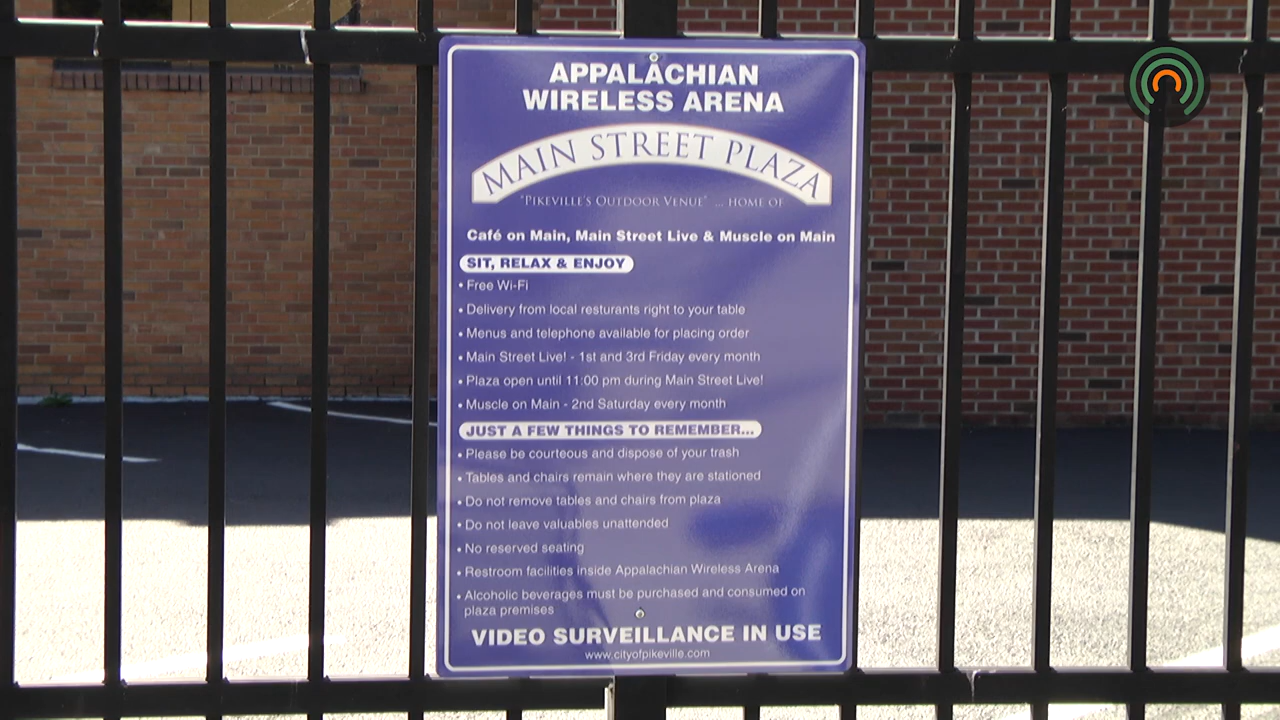 APPALACHIAN
WIRELESS ARENA
MAIN STREET PLAZA
"PIKEVILLE'S OUTDOOR VENUE" ... HOME OF
Café on Main, Main Street Live & Muscle on Main
SIT, RELAX & ENJOY
• Free Wi-Fi
• Delivery from local resturants right to your table
• Menus and telephone available for placing order
• Main Street Live! - 1st and 3rd Friday every month
• Plaza open until 11:00 pm during Main Street Live!
• Muscle on Main - 2nd Saturday every month
JUST A FEW THINGS TO REMEMBER...
• Please be courteous and dispose of your trash
• Tables and chairs remain where they are stationed
• Do not remove tables and chairs from plaza
• Do not leave valuables unattended
• No reserved seating
• Restroom facilities inside Appalachian Wireless Arena
• Alcoholic beverages must be purchased and consumed on
plaza premises
VIDEO SURVEILLANCE IN USE
www.cityofpikeville.com